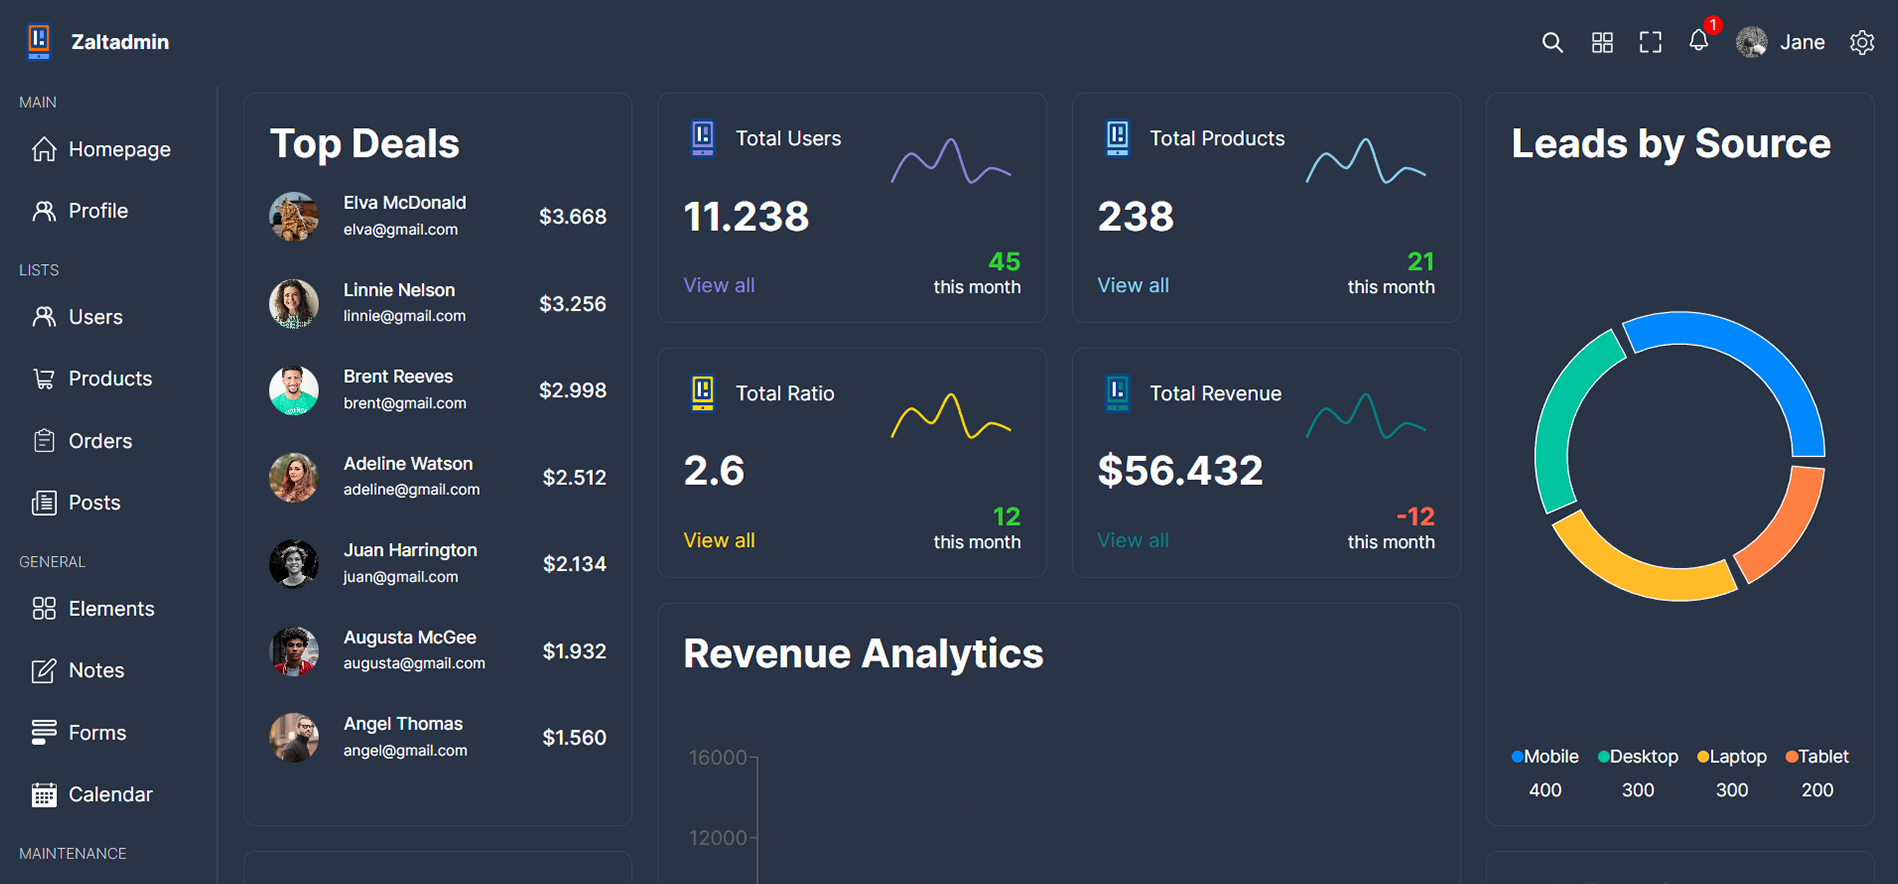 Zaltadmin
1
Jane
MAIN
Homepage
Profile
LISTS
Users
Products
Orders
Posts
GENERAL
Elements
Notes
Forms
Calendar
MAINTENANCE
Top Deals
Elva McDonald
elva@gmail.com
$3.668
Linnie Nelson
linnie@gmail.com
$3.256
Brent Reeves
brent@gmail.com
$2.998
Adeline Watson
adeline@gmail.com
$2.512
Juan Harrington
juan@gmail.com
$2.134
Augusta McGee
augusta@gmail.com
$1.932
Angel Thomas
angel@gmail.com
$1.560
Total Users
11.238
45
View all
this month
Total Products
238
21
View all
this month
Total Ratio
2.6
12
View all
this month
Total Revenue
$56.432
-12
View all
this month
Revenue Analytics
16000
12000
Leads by Source
Mobile
400
Desktop
300
Laptop
300
Tablet
200